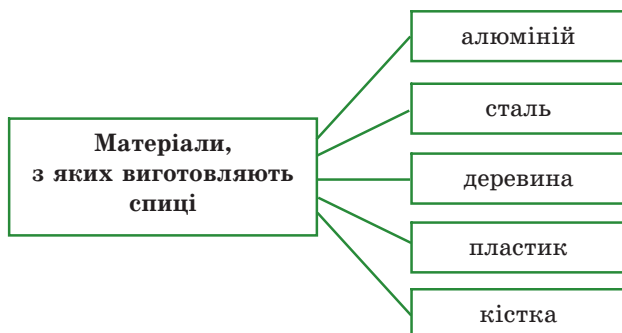 Матеріали,
з яких виготовляють
спиці
алюміній
сталь
деревина
пластик
кістка